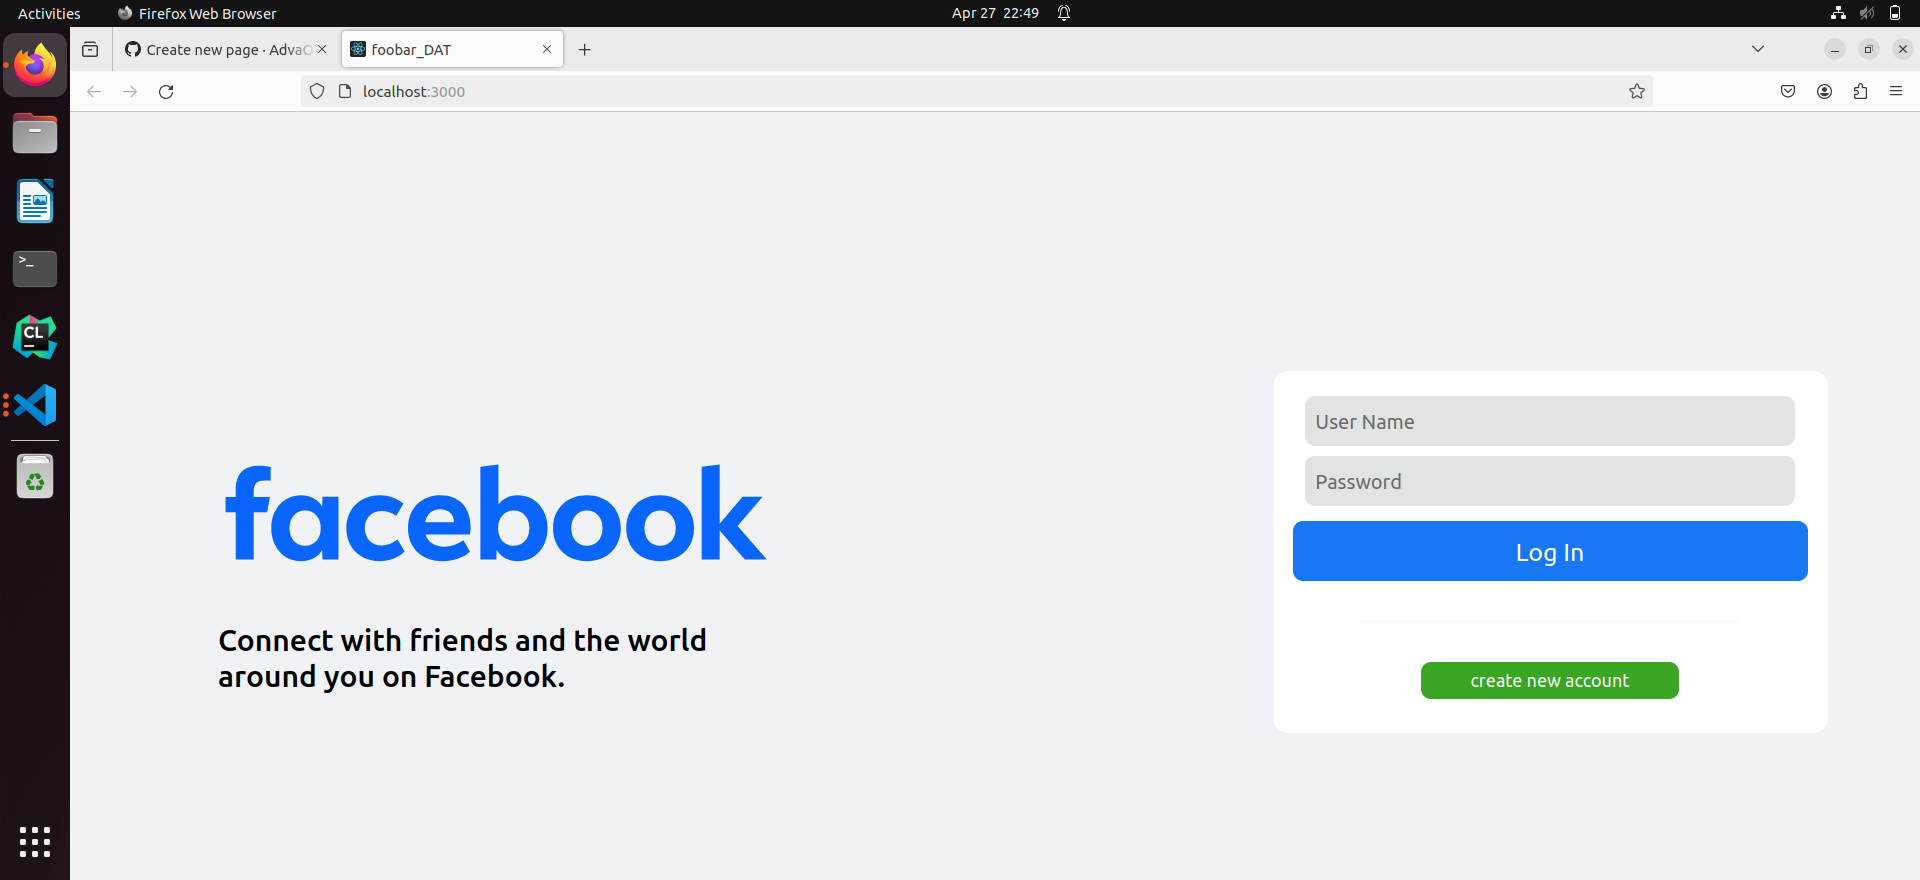 Activities
Firefox Web Browser
Apr 27 22:49
Create new page · Adva
foobar_DAT
localhost:3000
>_
CL
facebook
Connect with friends and the world
around you on Facebook.
User Name
Password
Log In
create new account